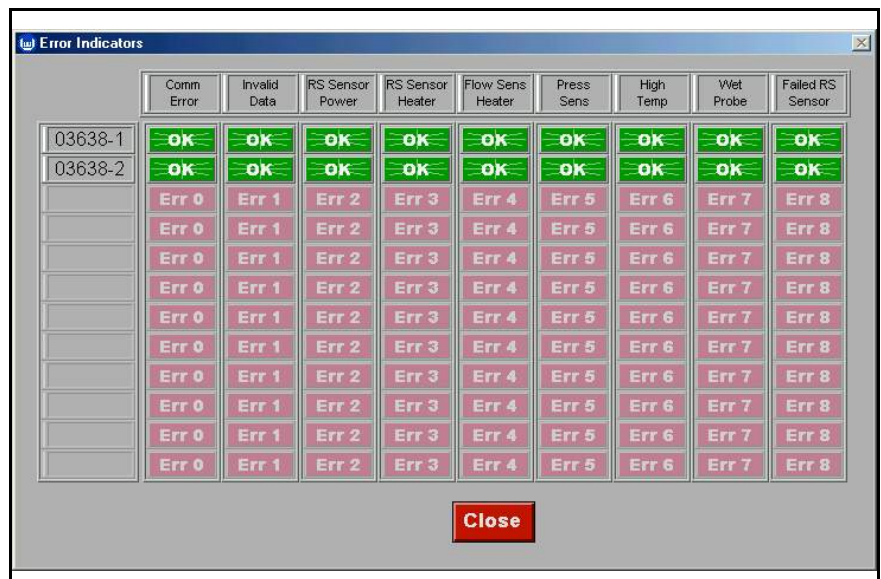 Error Indicators
Comm Error Invalid Data RS Sensor Power RS Sensor Heater Flow Sens Heater Press Sens High Temp Wet Probe Failed RS Sensor
03638-1 OK OK OK OK OK OK OK OK OK
03638-2 OK OK OK OK OK OK OK OK OK
Err 0 Err 1 Err 2 Err 3 Err 4 Err 5 Err 6 Err 7 Err 8
Err 0 Err 1 Err 2 Err 3 Err 4 Err 5 Err 6 Err 7 Err 8
Err 0 Err 1 Err 2 Err 3 Err 4 Err 5 Err 6 Err 7 Err 8
Err 0 Err 1 Err 2 Err 3 Err 4 Err 5 Err 6 Err 7 Err 8
Err 0 Err 1 Err 2 Err 3 Err 4 Err 5 Err 6 Err 7 Err 8
Err 0 Err 1 Err 2 Err 3 Err 4 Err 5 Err 6 Err 7 Err 8
Err 0 Err 1 Err 2 Err 3 Err 4 Err 5 Err 6 Err 7 Err 8
Err 0 Err 1 Err 2 Err 3 Err 4 Err 5 Err 6 Err 7 Err 8
Err 0 Err 1 Err 2 Err 3 Err 4 Err 5 Err 6 Err 7 Err 8
Err 0 Err 1 Err 2 Err 3 Err 4 Err 5 Err 6 Err 7 Err 8
Close